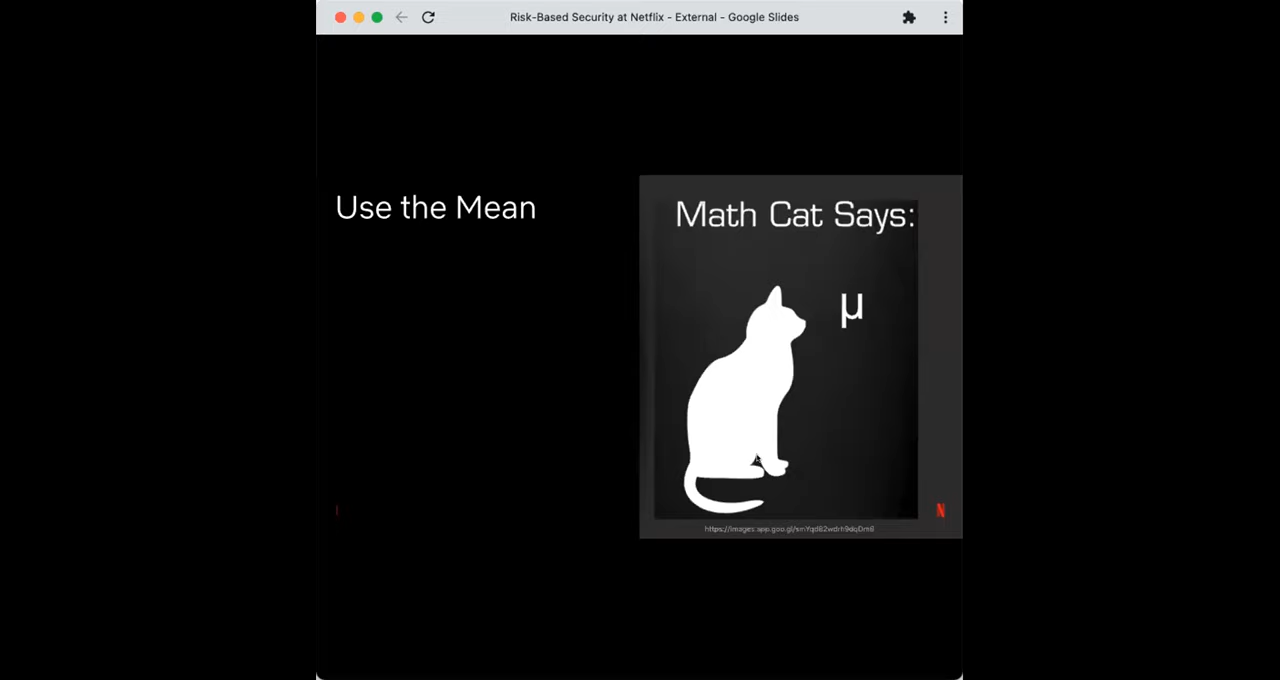 Risk-Based Security at Netflix - External - Google Slides
Use the Mean
Math Cat Says:
µ
N